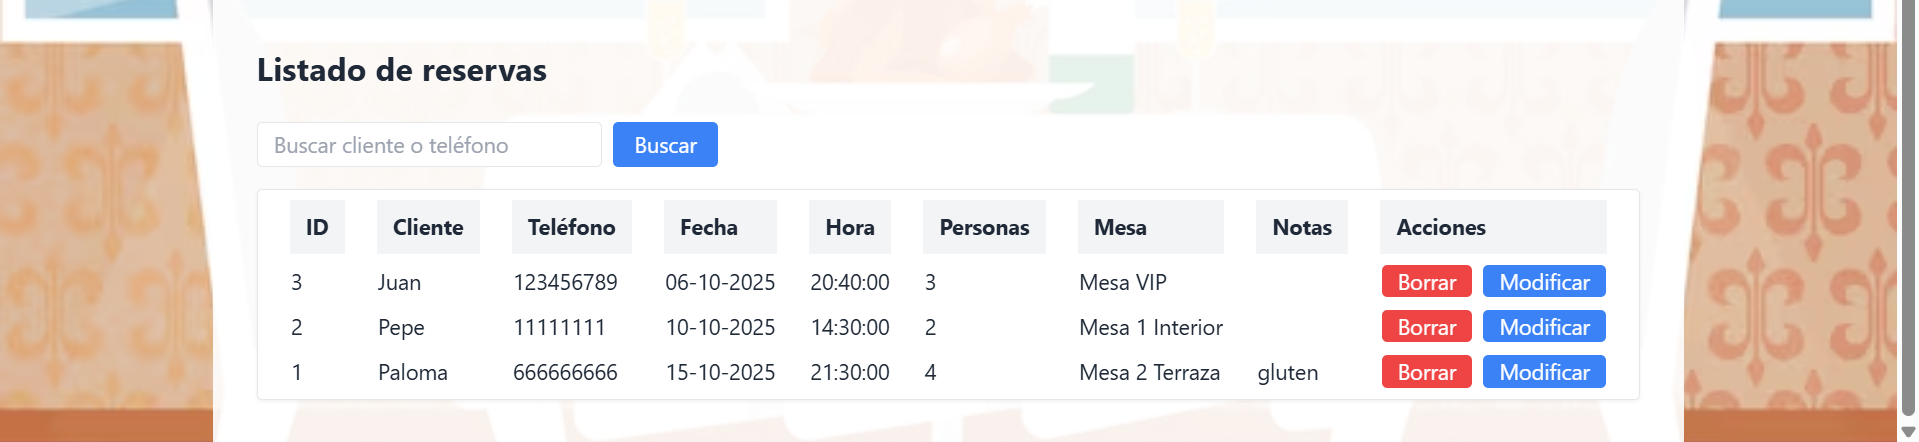 Listado de reservas
Buscar cliente o teléfono Buscar
ID Cliente Teléfono Fecha Hora Personas Mesa Notas Acciones
3 Juan 123456789 06-10-2025 20:40:00 3 Mesa VIP Borrar Modificar
2 Pepe 11111111 10-10-2025 14:30:00 2 Mesa 1 Interior Borrar Modificar
1 Paloma 666666666 15-10-2025 21:30:00 4 Mesa 2 Terraza gluten Borrar Modificar